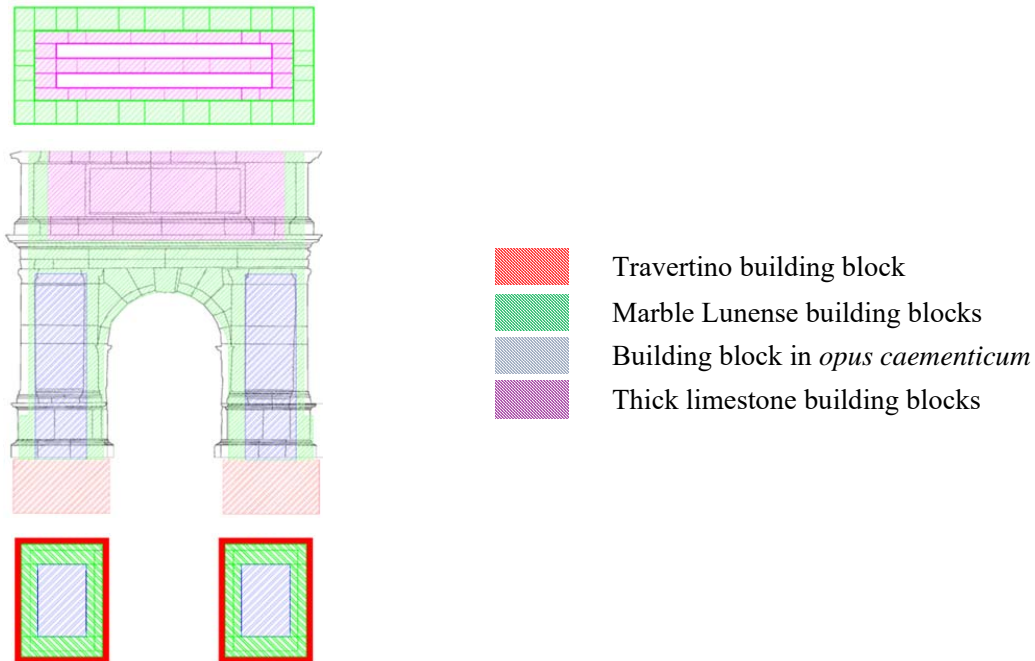 Travertino building block
Marble Lunense building blocks
Building block in opus caementicum
Thick limestone building blocks